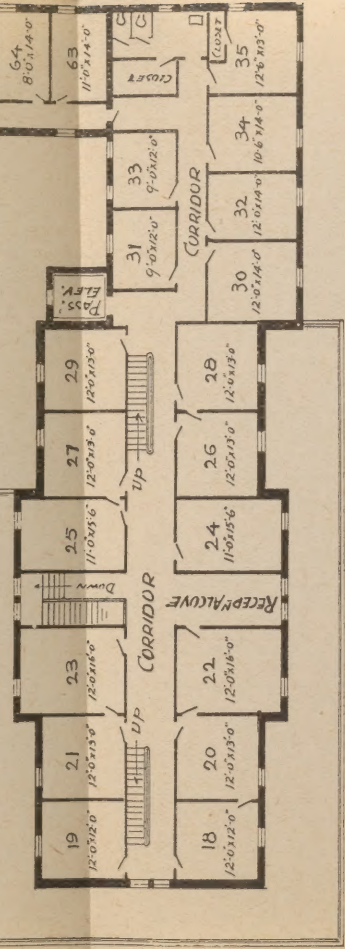 64
8'-0"X14'-0"
63
11'-0"X14'-0"
C
C
CLOSET
CLOSET
35
12'-6"X13'-0"
34
10'-6"X14'-0"
33
9'-0"X12'-0"
32
12'-0"X14'-0"
31
9'-0"X12'-0"
CORRIDOR
30
12'-0"X14'-0"
PASS.
ELEV.
29
12'-0"X13'-0"
28
12'-0"X13'-0"
27
12'-0"X13'-0"
UP
26
12'-0"X13'-0"
25
11'-0"X15'-6"
24
11'-0"X15'-6"
DOWN
CORRIDOR
RECEPN ALCOVE
23
12'-0"X16'-0"
22
12'-0"X16'-0"
21
12'-0"X13'-0"
UP
20
12'-0"X13'-0"
19
12'-0"X12'-0"
18
12'-0"X12'-0"